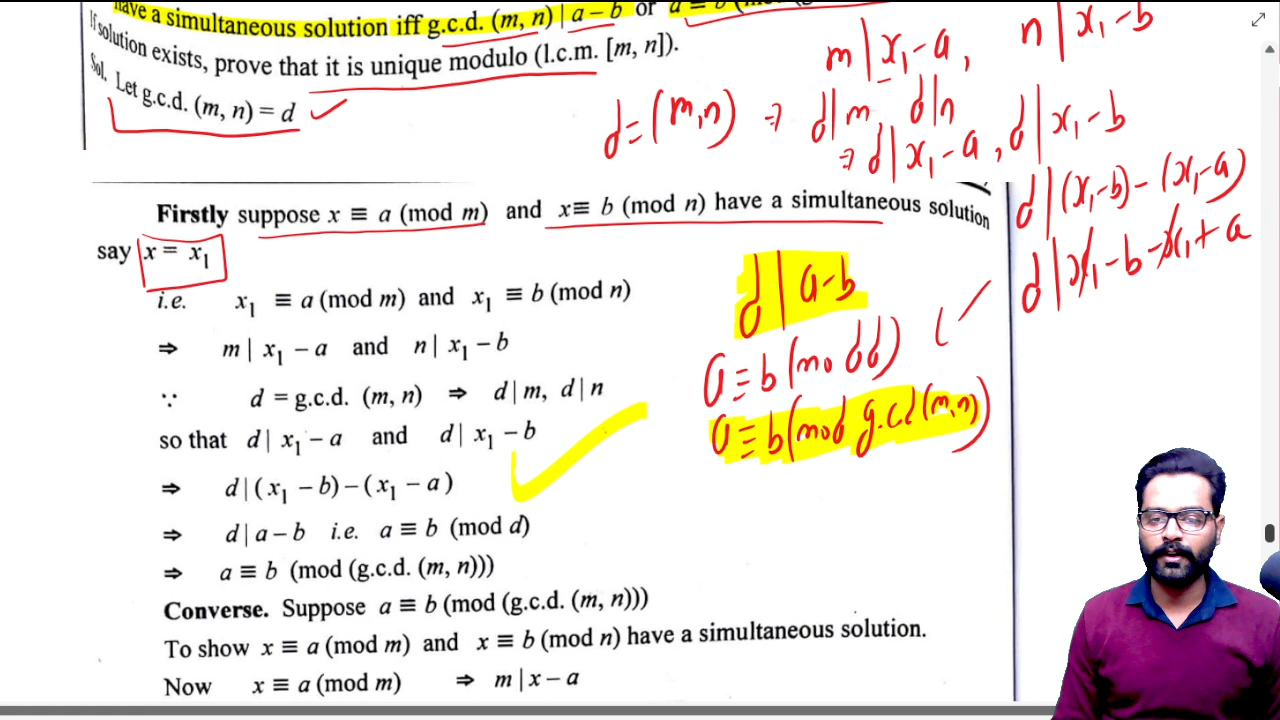 have a simultaneous solution iff g.c.d. (m, n) | a – b or a ≡ b
If solution exists, prove that it is unique modulo (l.c.m. [m, n]).
Sol. Let g.c.d. (m, n) = d
m | x₁ – a, n | x₁ – b
d = (m, n) ⇒ d | m, d | n
⇒ d | x₁ – a, d | x₁ – b
d | (x₁ – b) – (x₁ – a)
d | x₁ – b – x₁ + a
Firstly suppose x ≡ a (mod m) and x ≡ b (mod n) have a simultaneous solution
say x = x₁
i.e. x₁ ≡ a (mod m) and x₁ ≡ b (mod n)
⇒ m | x₁ – a and n | x₁ – b
∵ d = g.c.d. (m, n) ⇒ d | m, d | n
so that d | x₁ – a and d | x₁ – b
⇒ d | (x₁ – b) – (x₁ – a)
⇒ d | a – b i.e. a ≡ b (mod d)
⇒ a ≡ b (mod (g.c.d. (m, n)))
d | a-b
a ≡ b (mod d)
a ≡ b (mod g.c.d (m, n))
Converse. Suppose a ≡ b (mod (g.c.d. (m, n)))
To show x ≡ a (mod m) and x ≡ b (mod n) have a simultaneous solution.
Now x ≡ a (mod m) ⇒ m | x – a